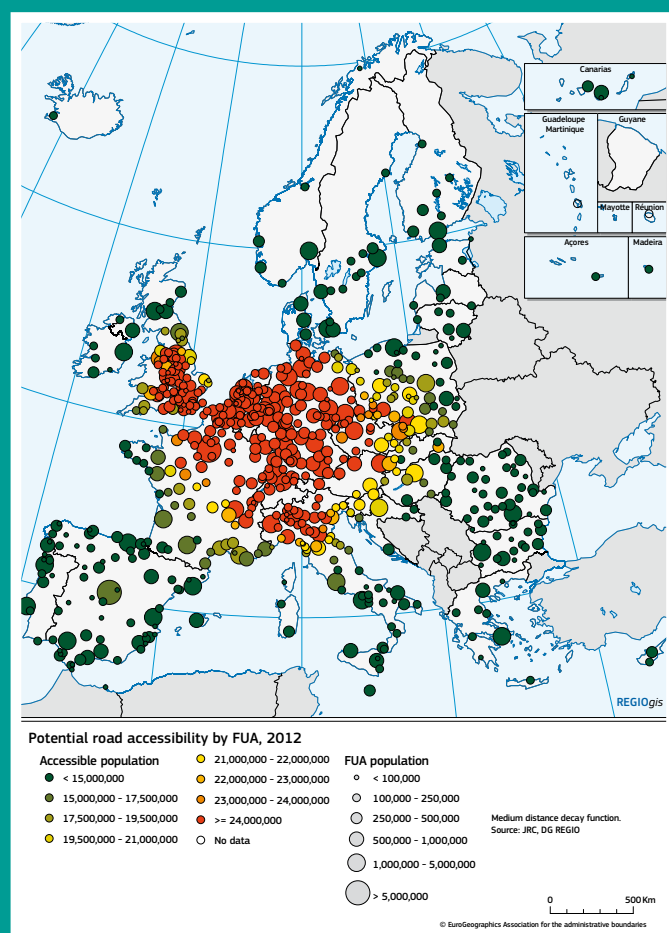 Canarias
Guadeloupe
Martinique
Guyane
Mayotte
Réunion
Açores
Madeira
REGIOgis
Potential road accessibility by FUA, 2012
Accessible population
< 15,000,000
15,000,000 - 17,500,000
17,500,000 - 19,500,000
19,500,000 - 21,000,000
21,000,000 - 22,000,000
22,000,000 - 23,000,000
23,000,000 - 24,000,000
>= 24,000,000
No data
FUA population
< 100,000
100,000 - 250,000
250,000 - 500,000
500,000 - 1,000,000
1,000,000 - 5,000,000
> 5,000,000
Medium distance decay function.
Source: JRC, DG REGIO
0 500 Km
© EuroGeographics Association for the administrative boundaries